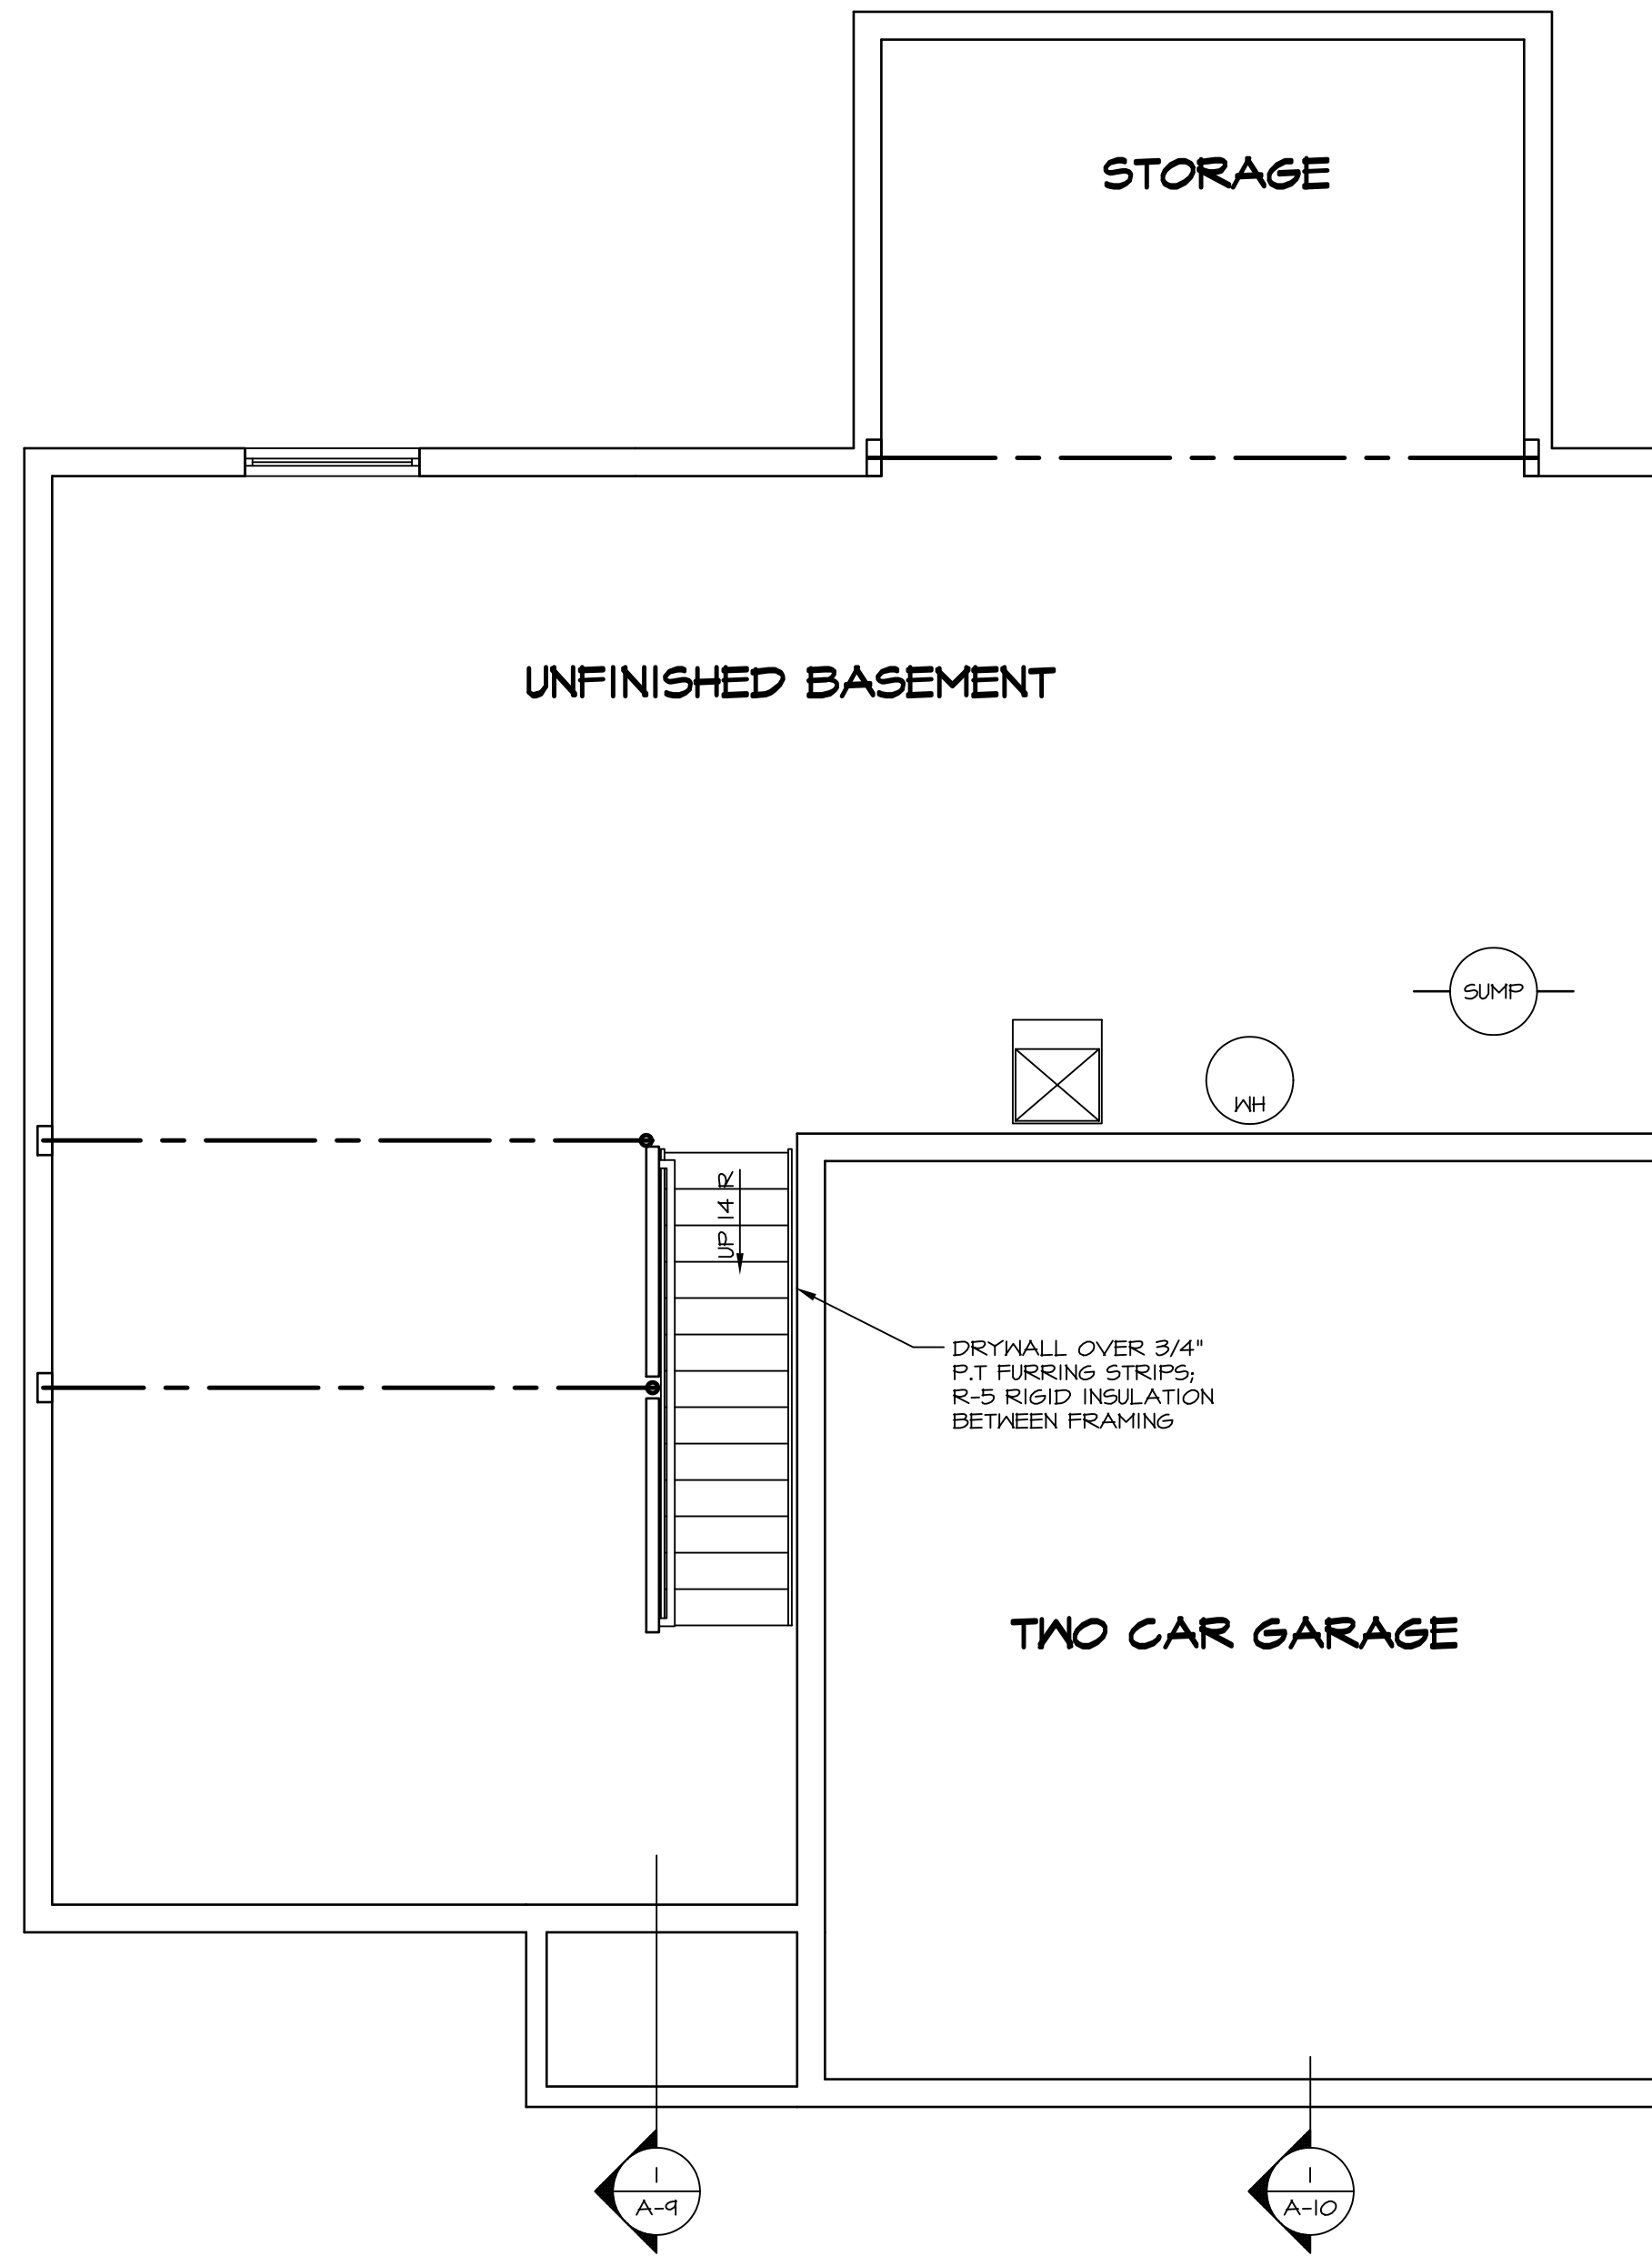 STORAGE
UNFINISHED BASEMENT
SUMP
WH
UP 14 R
DRYWALL OVER 3/4"
P.T FURRING STRIPS;
R-5 RIGID INSULATION
BETWEEN FRAMING
TWO CAR GARAGE
1
A-9
1
A-10